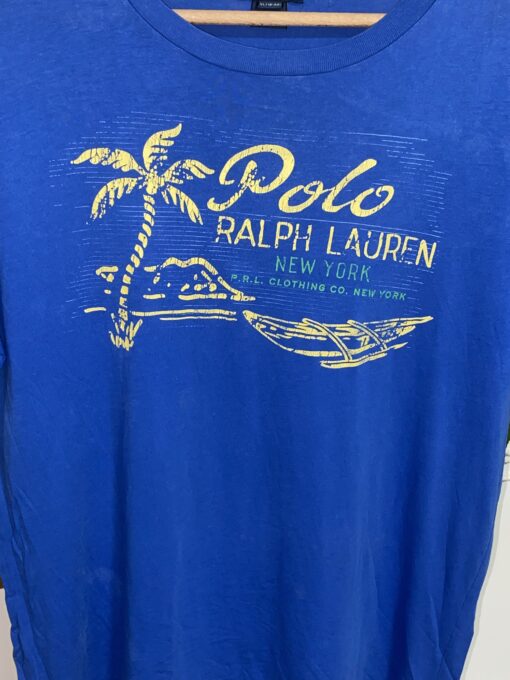 Polo
RALPH LAUREN
NEW YORK
P.R.L. CLOTHING CO. NEW YORK